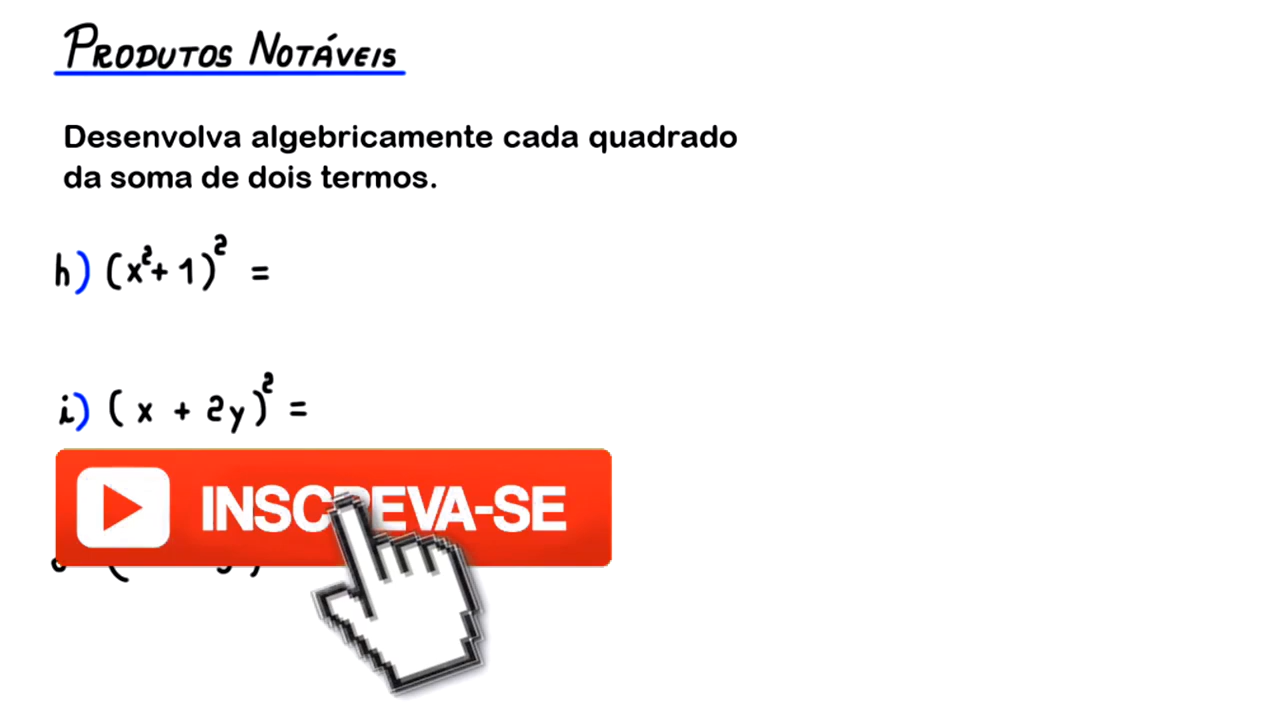 PRODUTOS NOTÁVEIS
Desenvolva algebricamente cada quadrado
da soma de dois termos.
h) (x²+ 1)² =
i) (x + 2y)² =
INSCREVA-SE